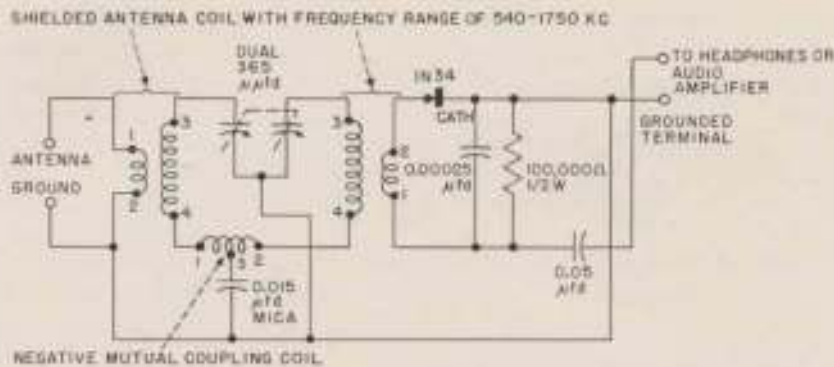 SHIELDED ANTENNA COIL WITH FREQUENCY RANGE OF 540-1750 KC
DUAL
365
μμfd
IN34
CATH
TO HEADPHONES OR
AUDIO
AMPLIFIER
GROUNDED
TERMINAL
ANTENNA
GROUND
1
2
3
4
3
4
2
1
0.00025
μfd
100,000Ω
1/2 W
1
3
2
0.015
μfd
MICA
0.05
μfd
NEGATIVE MUTUAL COUPLING COIL